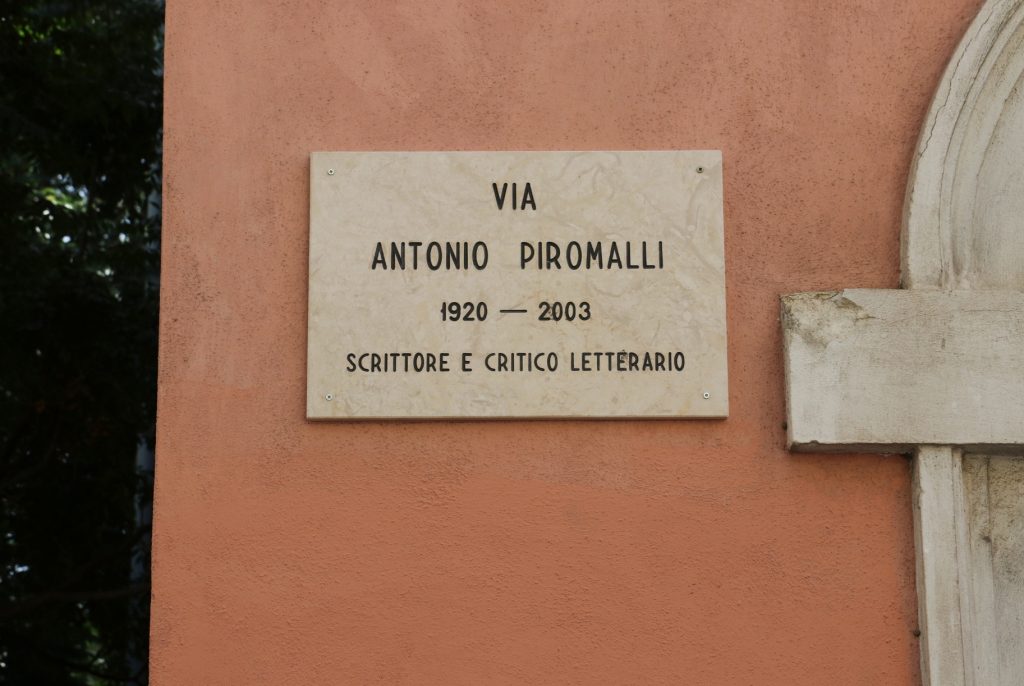 VIA
ANTONIO PIROMALLI
1920 — 2003
SCRITTORE E CRITICO LETTERARIO